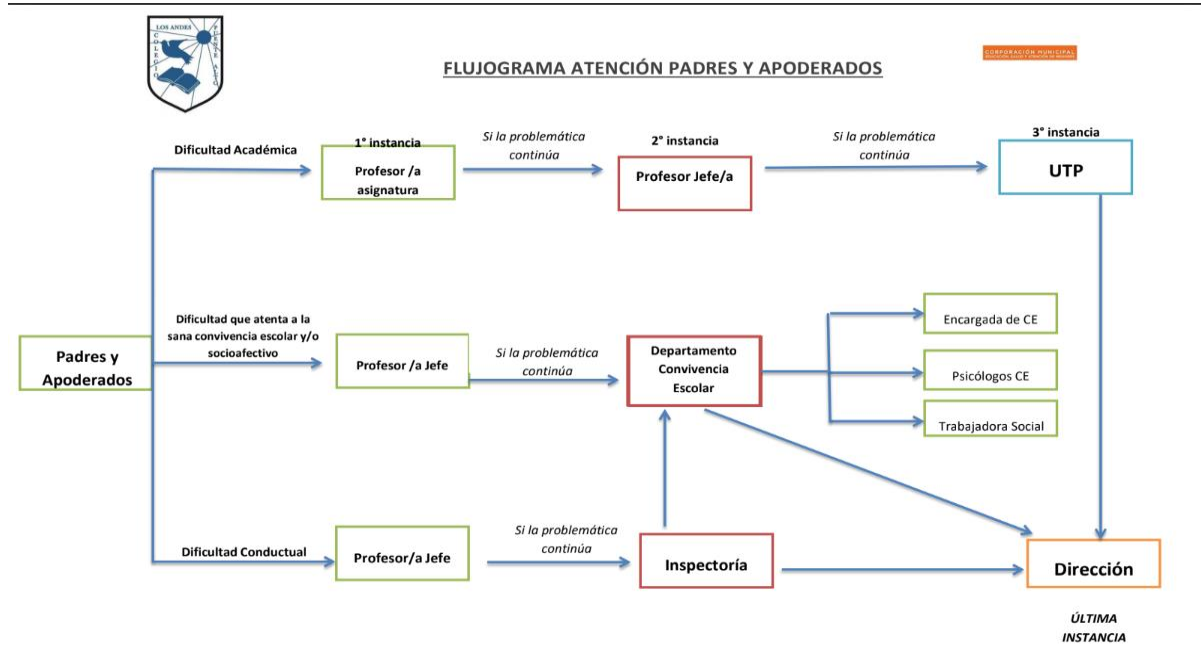 LOS ANDES
COLEGIO
PUENTE ALTO
CORPORACIÓN MUNICIPAL
FLUJOGRAMA ATENCIÓN PADRES Y APODERADOS
Dificultad Académica
1° instancia
Profesor /a
asignatura
Si la problemática
continúa
2° instancia
Profesor Jefe/a
Si la problemática
continúa
3° instancia
UTP
Padres y
Apoderados
Dificultad que atenta a la
sana convivencia escolar y/o
socioafectivo
Profesor /a Jefe
Si la problemática
continúa
Departamento
Convivencia
Escolar
Encargada de CE
Psicólogos CE
Trabajadora Social
Dificultad Conductual
Profesor/a Jefe
Si la problemática
continúa
Inspectoría
Dirección
ÚLTIMA
INSTANCIA